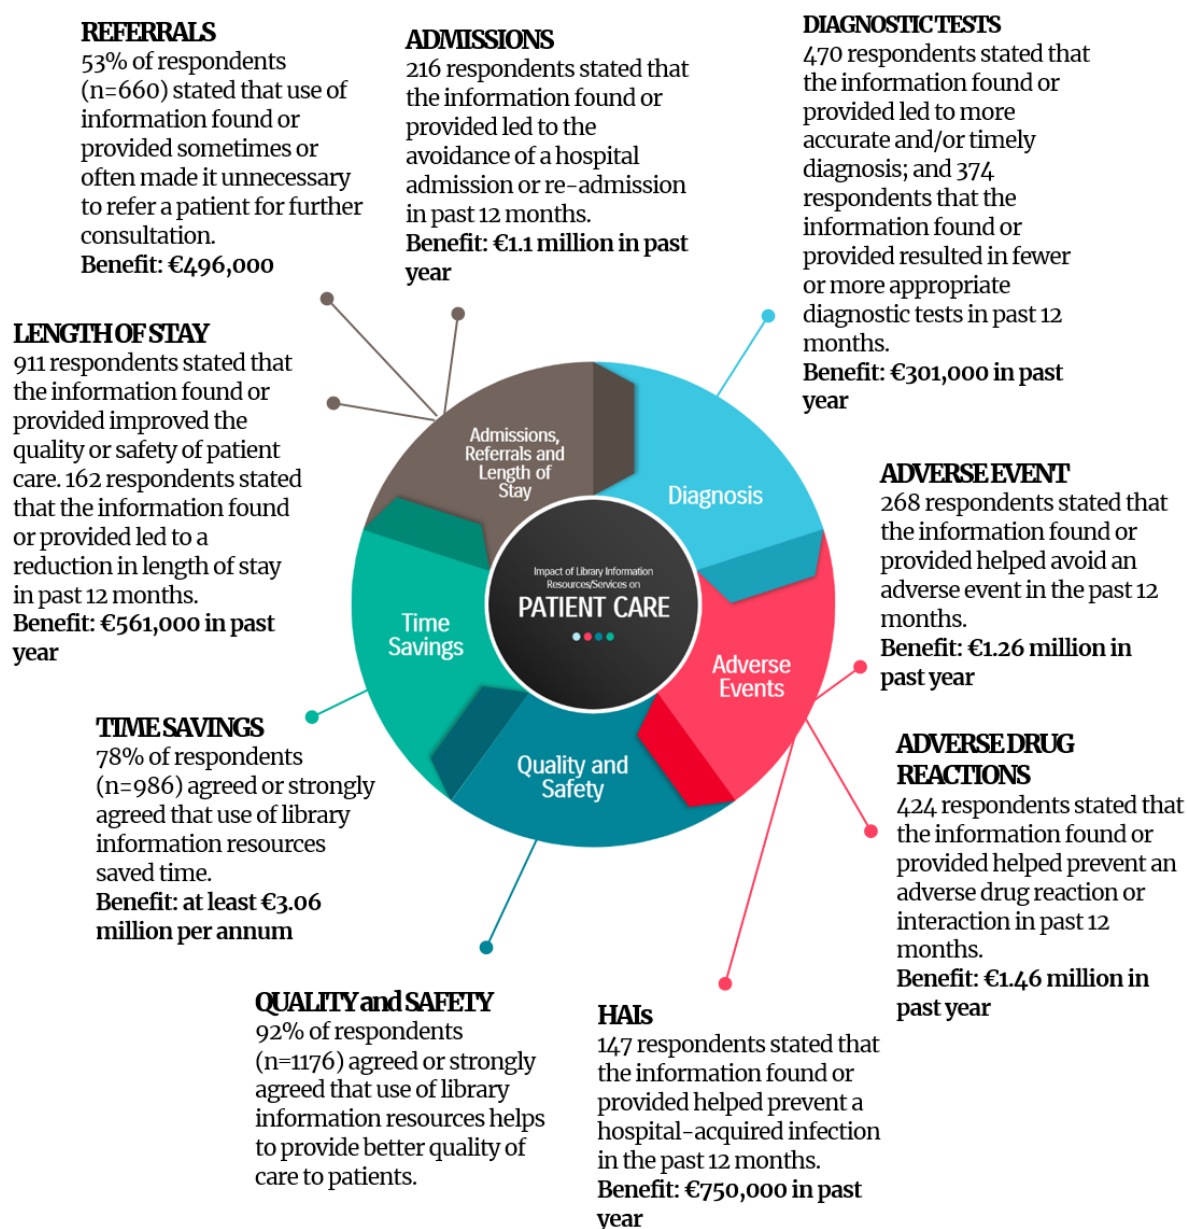 REFERRALS
53% of respondents
(n=660) stated that use of
information found or
provided sometimes or
often made it unnecessary
to refer a patient for further
consultation.
Benefit: €496,000
ADMISSIONS
216 respondents stated that
the information found or
provided led to the
avoidance of a hospital
admission or re-admission
in past 12 months.
Benefit: €1.1 million in past
year
DIAGNOSTIC TESTS
470 respondents stated that
the information found or
provided led to more
accurate and/or timely
diagnosis; and 374
respondents that the
information found or
provided resulted in fewer
or more appropriate
diagnostic tests in past 12
months.
Benefit: €301,000 in past
year
LENGTH OF STAY
911 respondents stated that
the information found or
provided improved the
quality or safety of patient
care. 162 respondents stated
that the information found
or provided led to a
reduction in length of stay
in past 12 months.
Benefit: €561,000 in past
year
Admissions,
Referrals and
Length of
Stay
Diagnosis
Adverse
Events
Quality and
Safety
Time
Savings
Impact of Library Information
Resources/Services on
PATIENT CARE
ADVERSE EVENT
268 respondents stated that
the information found or
provided helped avoid an
adverse event in the past 12
months.
Benefit: €1.26 million in
past year
ADVERSE DRUG
REACTIONS
424 respondents stated that
the information found or
provided helped prevent an
adverse drug reaction or
interaction in past 12
months.
Benefit: €1.46 million in
past year
TIME SAVINGS
78% of respondents
(n=986) agreed or strongly
agreed that use of library
information resources
saved time.
Benefit: at least €3.06
million per annum
QUALITY and SAFETY
92% of respondents
(n=1176) agreed or strongly
agreed that use of library
information resources helps
to provide better quality of
care to patients.
HAIs
147 respondents stated that
the information found or
provided helped prevent a
hospital-acquired infection
in the past 12 months.
Benefit: €750,000 in past
year